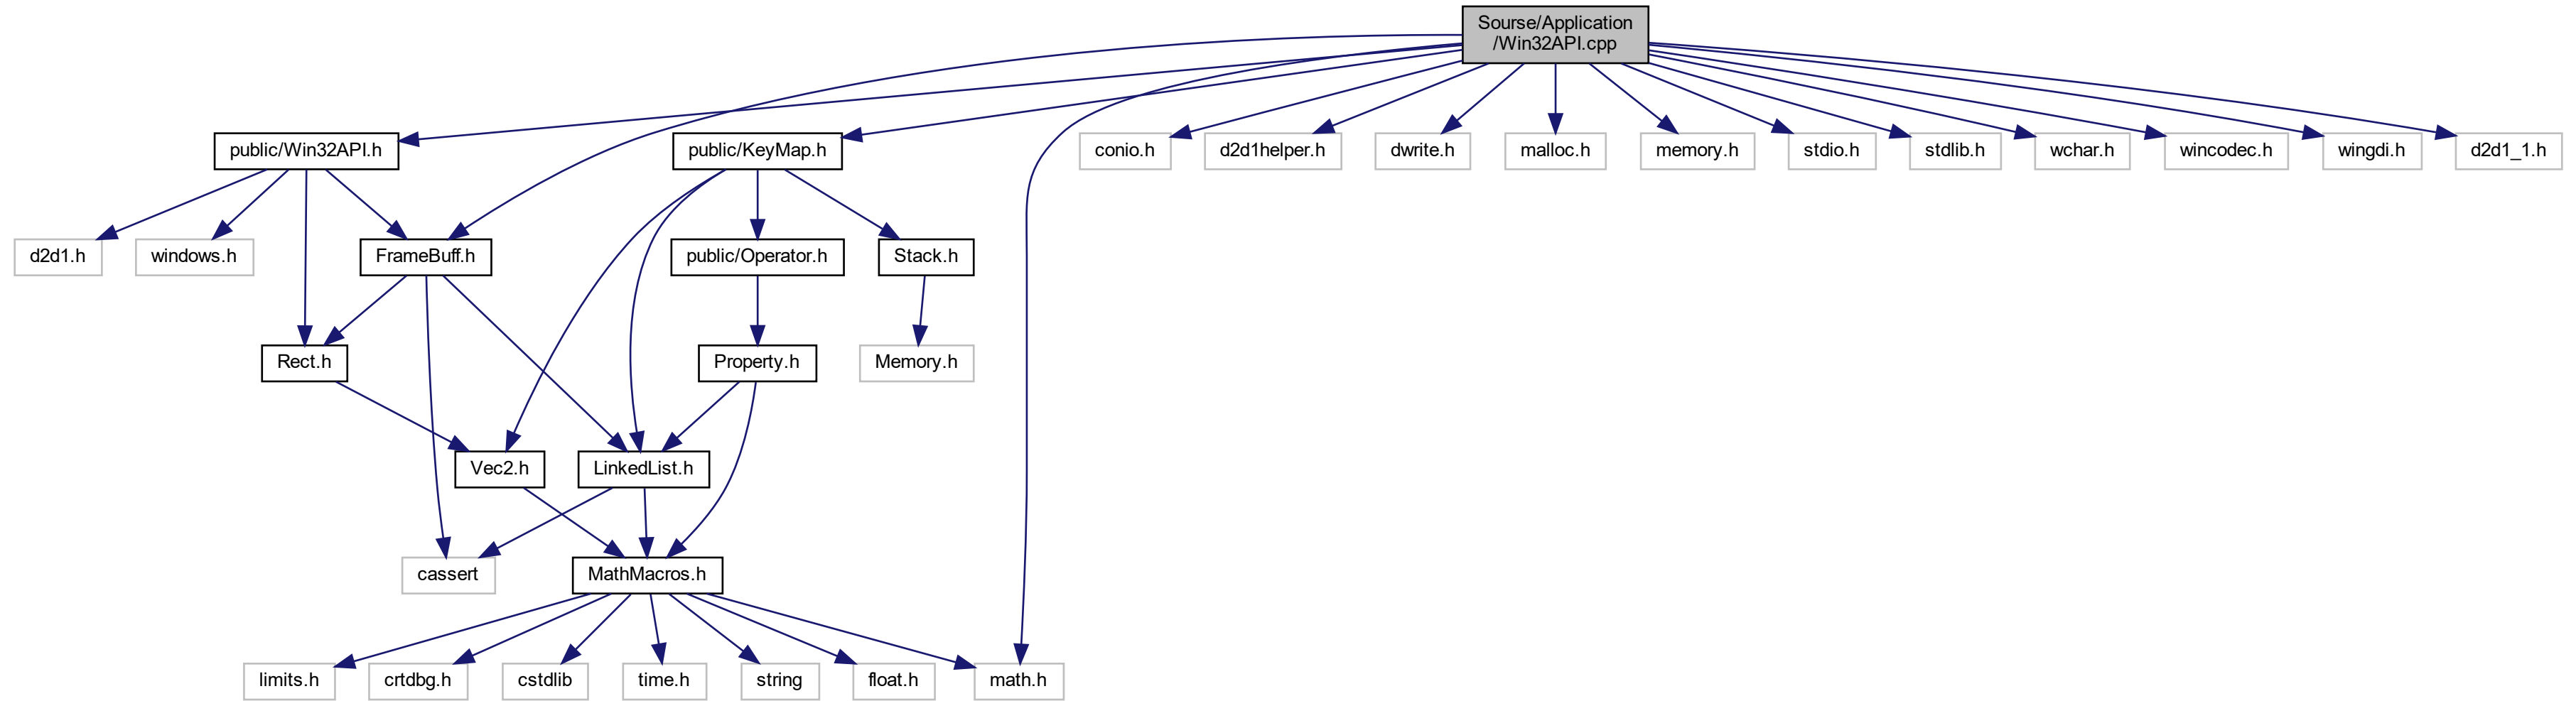 Sourse/Application
/Win32API.cpp
public/Win32API.h
public/KeyMap.h
conio.h
d2d1helper.h
dwrite.h
malloc.h
memory.h
stdio.h
stdlib.h
wchar.h
wincodec.h
wingdi.h
d2d1_1.h
d2d1.h
windows.h
FrameBuff.h
public/Operator.h
Stack.h
Rect.h
Property.h
Memory.h
Vec2.h
LinkedList.h
cassert
MathMacros.h
limits.h
crtdbg.h
cstdlib
time.h
string
float.h
math.h